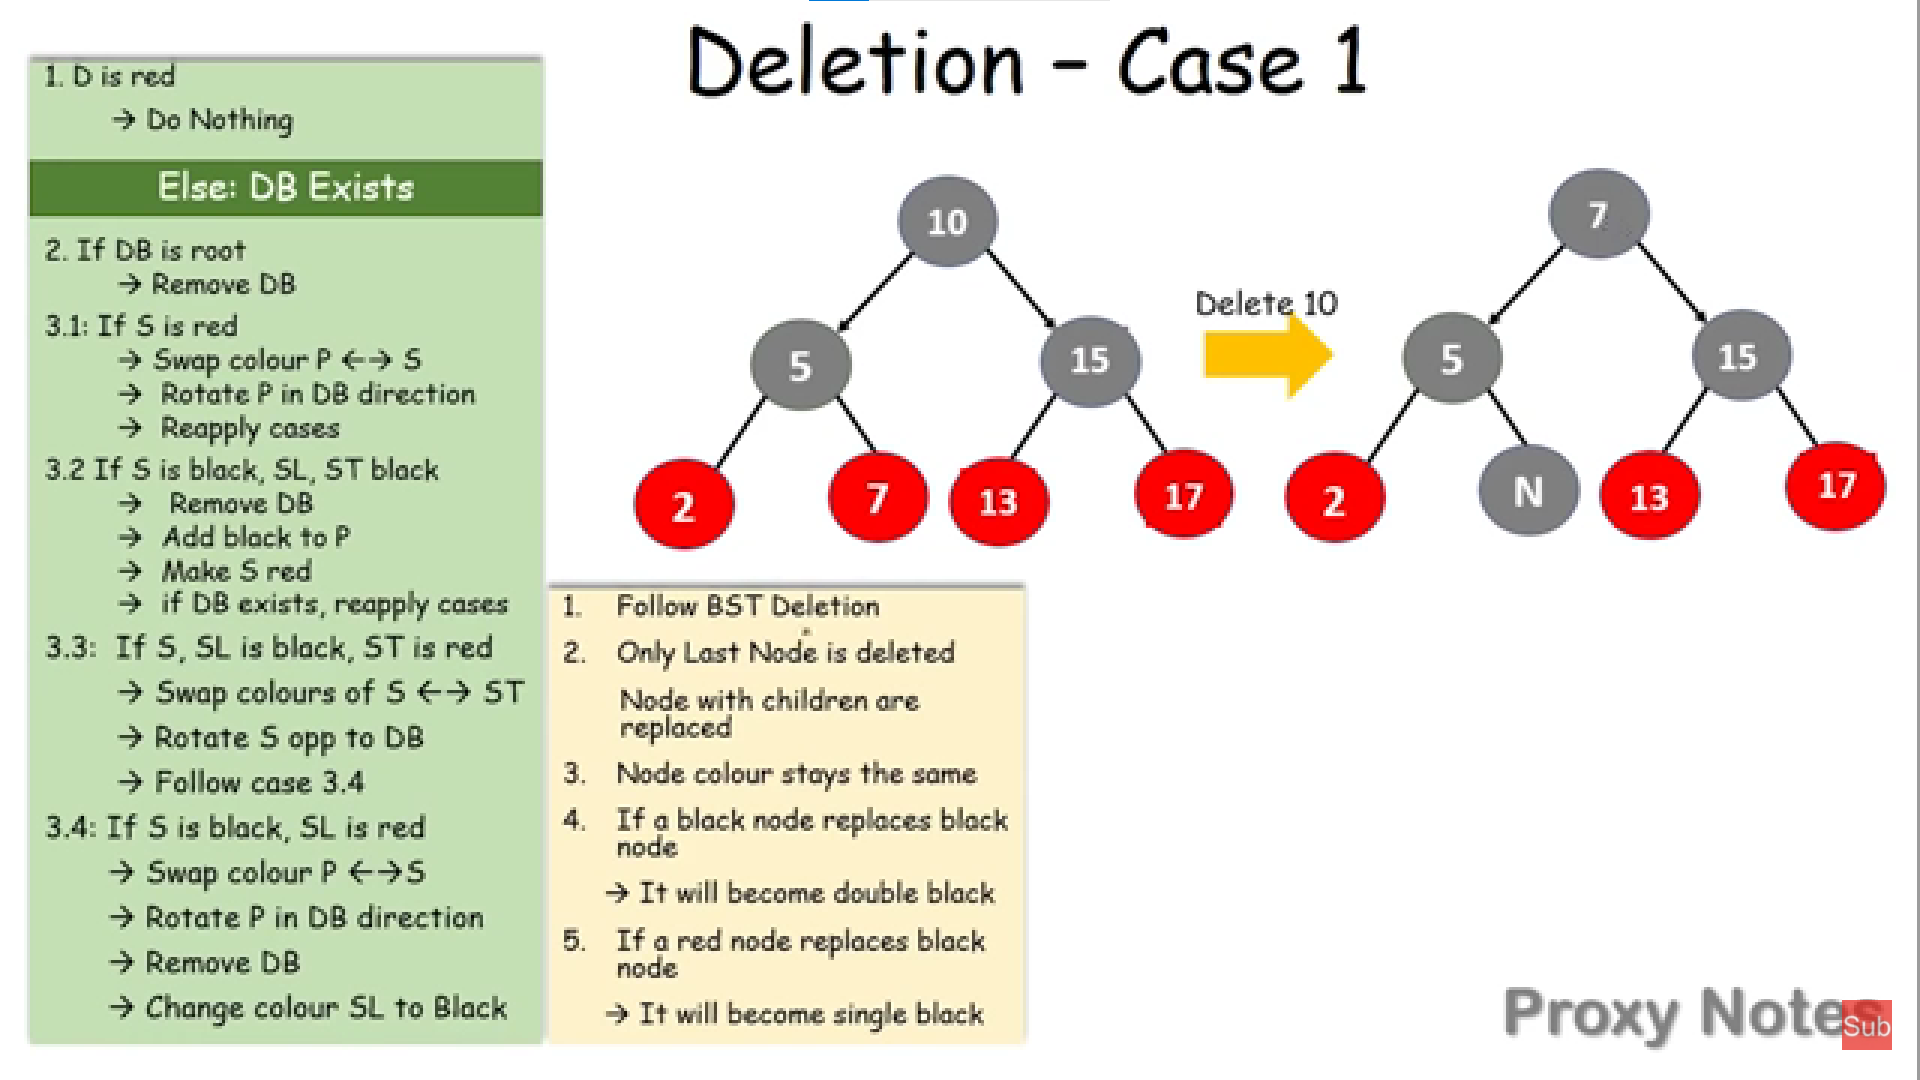 Deletion - Case 1
1. D is red
→ Do Nothing
Else: DB Exists
2. If DB is root
→ Remove DB
3.1: If S is red
→ Swap colour P ←→ S
→ Rotate P in DB direction
→ Reapply cases
3.2 If S is black, SL, ST black
→ Remove DB
→ Add black to P
→ Make S red
→ if DB exists, reapply cases
3.3: If S, SL is black, ST is red
→ Swap colours of S ←→ ST
→ Rotate S opp to DB
→ Follow case 3.4
3.4: If S is black, SL is red
→ Swap colour P ←→S
→ Rotate P in DB direction
→ Remove DB
→ Change colour SL to Black
10
5
15
2
7
13
17
Delete 10
7
5
15
2
N
13
17
1. Follow BST Deletion
2. Only Last Node is deleted
Node with children are
replaced
3. Node colour stays the same
4. If a black node replaces black
node
→ It will become double black
5. If a red node replaces black
node
→ It will become single black
Proxy Notes
Sub